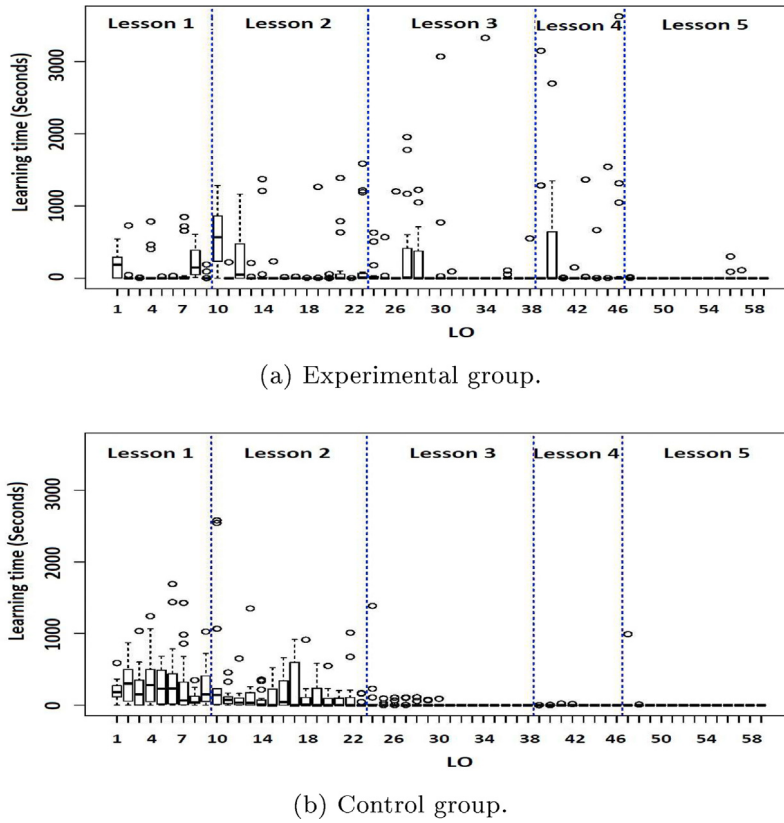 Lesson 1 Lesson 2 Lesson 3 Lesson 4 Lesson 5
Learning time (Seconds)
3000
2000
1000
0
1 4 7 10 14 18 22 26 30 34 38 42 46 50 54 58
LO
(a) Experimental group.
Lesson 1 Lesson 2 Lesson 3 Lesson 4 Lesson 5
Learning time (Seconds)
3000
2000
1000
0
1 4 7 10 14 18 22 26 30 34 38 42 46 50 54 58
LO
(b) Control group.